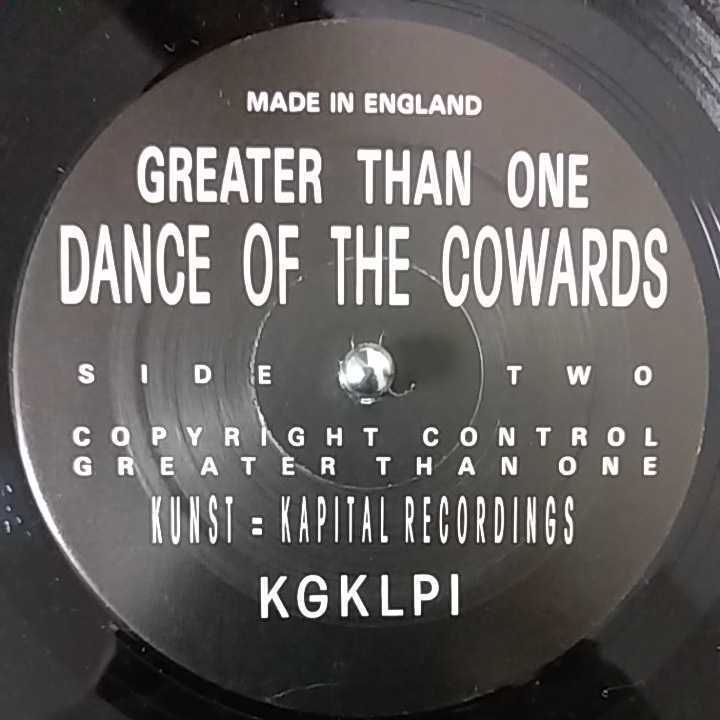 MADE IN ENGLAND
GREATER THAN ONE
DANCE OF THE COWARDS
SIDE TWO
COPYRIGHT CONTROL
GREATER THAN ONE
KUNST = KAPITAL RECORDINGS
KGKLPI